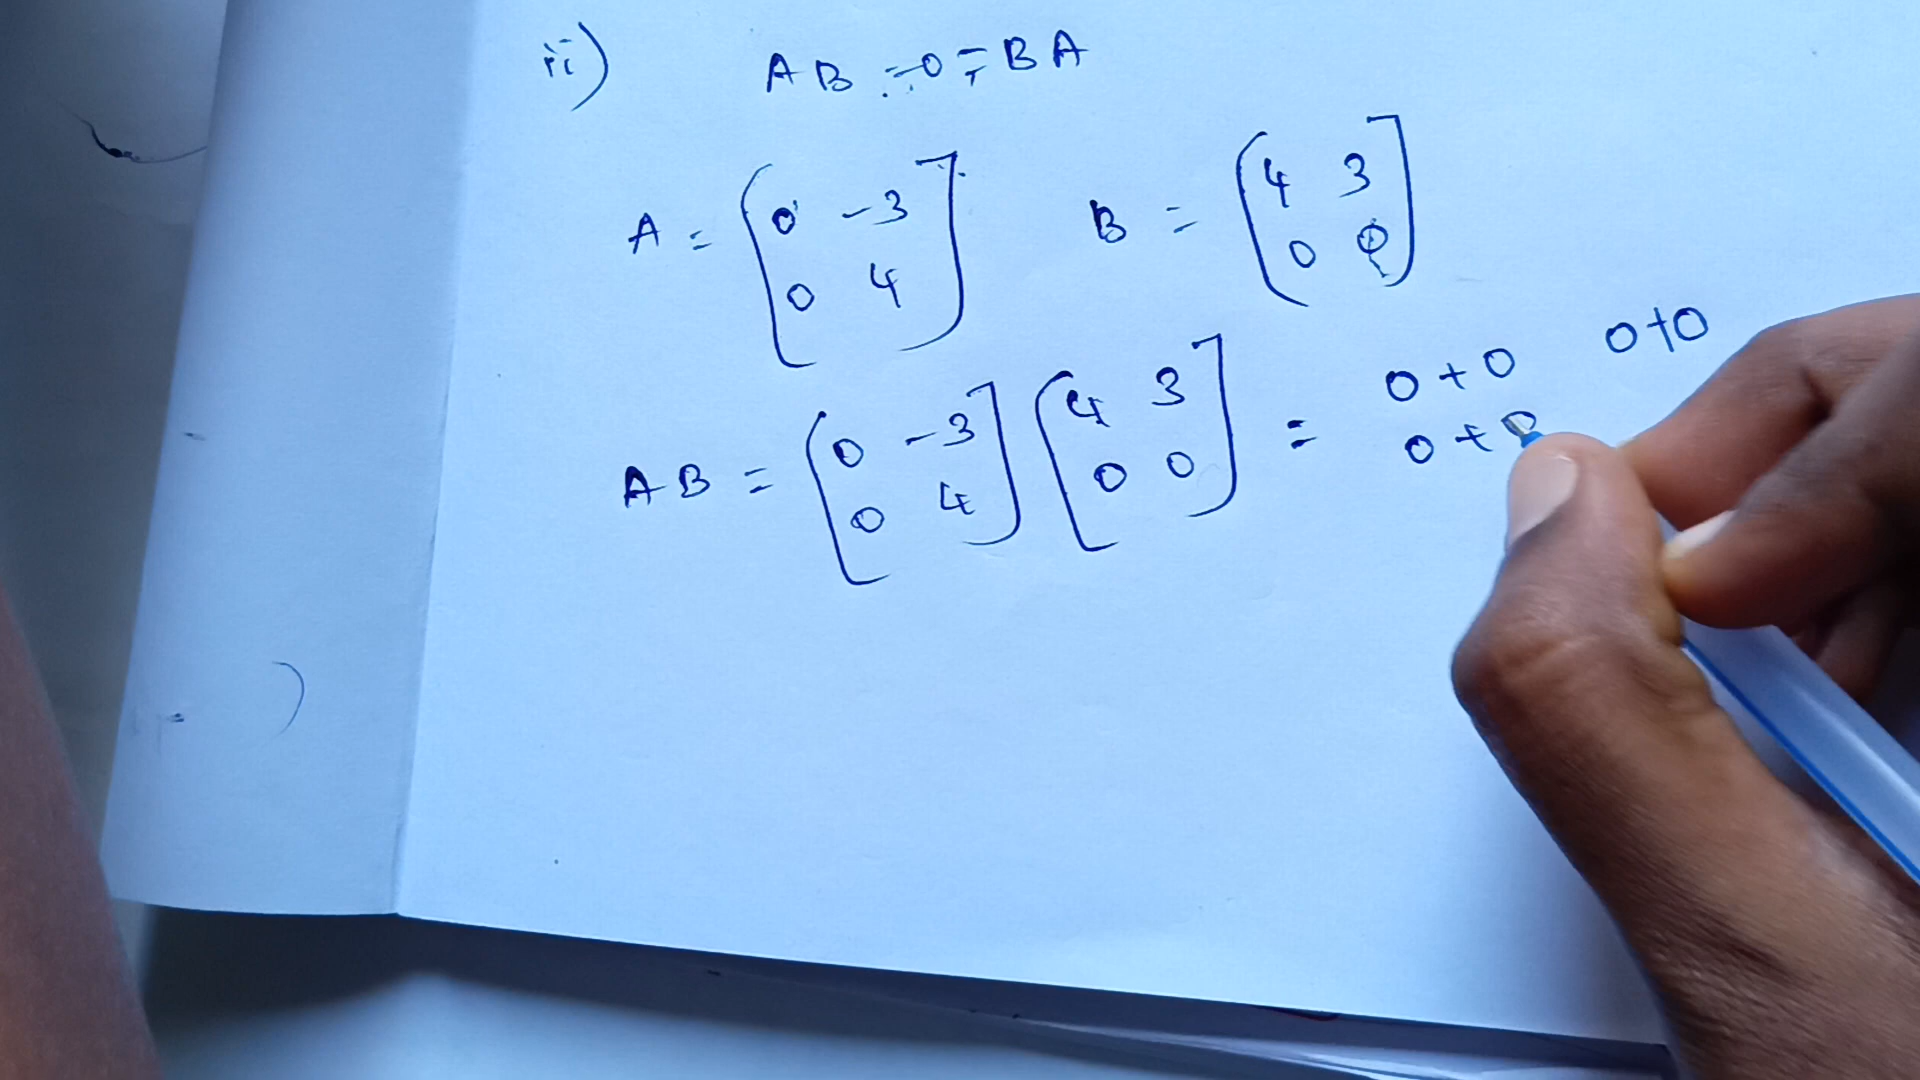 ii) AB = 0 = BA
A = [0 -3] B = [4 3]
[0 4] [0 0]
AB = [0 -3] [4 3] = 0+0 0+0
[0 4] [0 0] 0+0